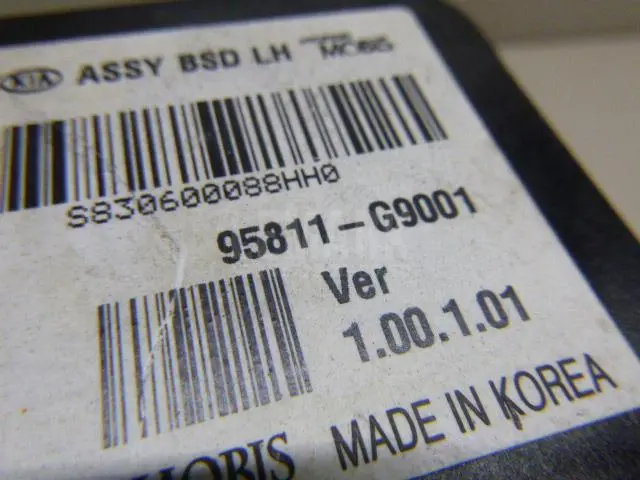 KIA ASSY BSD LH MOBIS
S830600088HH0
95811-G9001
Ver
1.00.1.01
MOBIS MADE IN KOREA